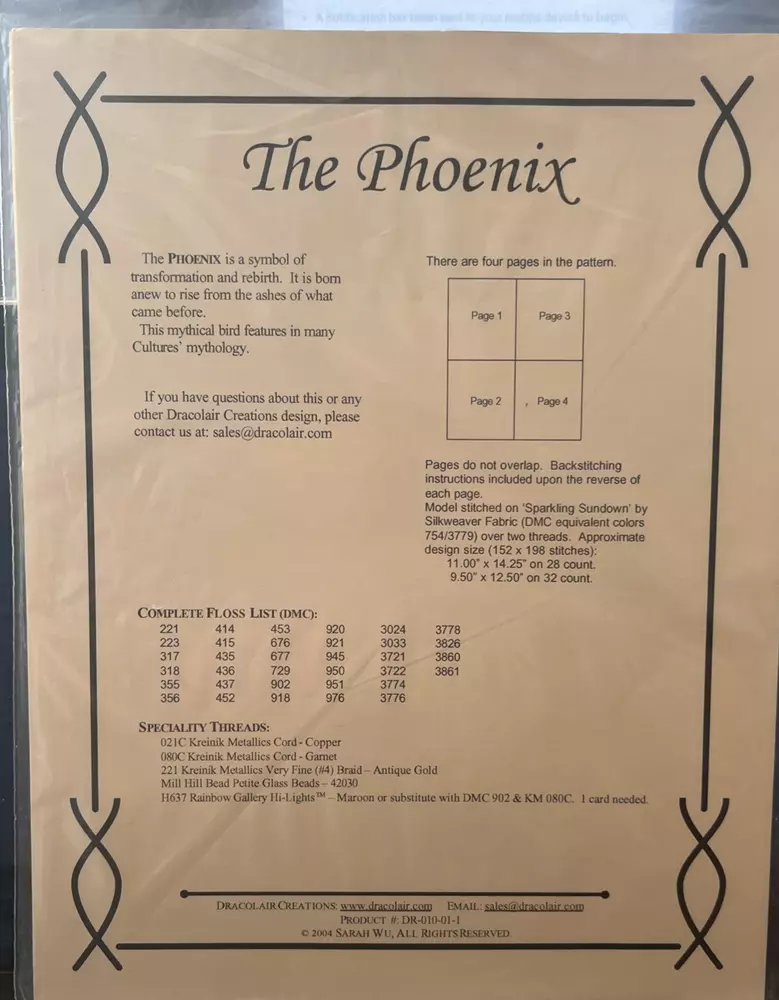 The Phoenix
The PHOENIX is a symbol of
transformation and rebirth. It is born
anew to rise from the ashes of what
came before.
This mythical bird features in many
Cultures' mythology.
If you have questions about this or any
other Dracolair Creations design, please
contact us at: sales@dracolair.com
There are four pages in the pattern.
Page 1 Page 3
Page 2 Page 4
Pages do not overlap. Backstitching
instructions included upon the reverse of
each page.
Model stitched on 'Sparkling Sundown' by
Silkweaver Fabric (DMC equivalent colors
754/3779) over two threads. Approximate
design size (152 x 198 stitches):
11.00" x 14.25" on 28 count.
9.50" x 12.50" on 32 count.
COMPLETE FLOSS LIST (DMC):
221 414 453 920 3024 3778
223 415 676 921 3033 3826
317 435 677 945 3721 3860
318 436 729 950 3722 3861
355 437 902 951 3774
356 452 918 976 3776
SPECIALITY THREADS:
021C Kreinik Metallics Cord - Copper
080C Kreinik Metallics Cord - Garnet
221 Kreinik Metallics Very Fine (#4) Braid – Antique Gold
Mill Hill Bead Petite Glass Beads – 42030
H637 Rainbow Gallery Hi-Lights™ – Maroon or substitute with DMC 902 & KM 080C. 1 card needed.
DRACOLAIR CREATIONS: www.dracolair.com EMAIL: sales@dracolair.com
PRODUCT #: DR-010-01-1
© 2004 SARAH WU, ALL RIGHTS RESERVED.